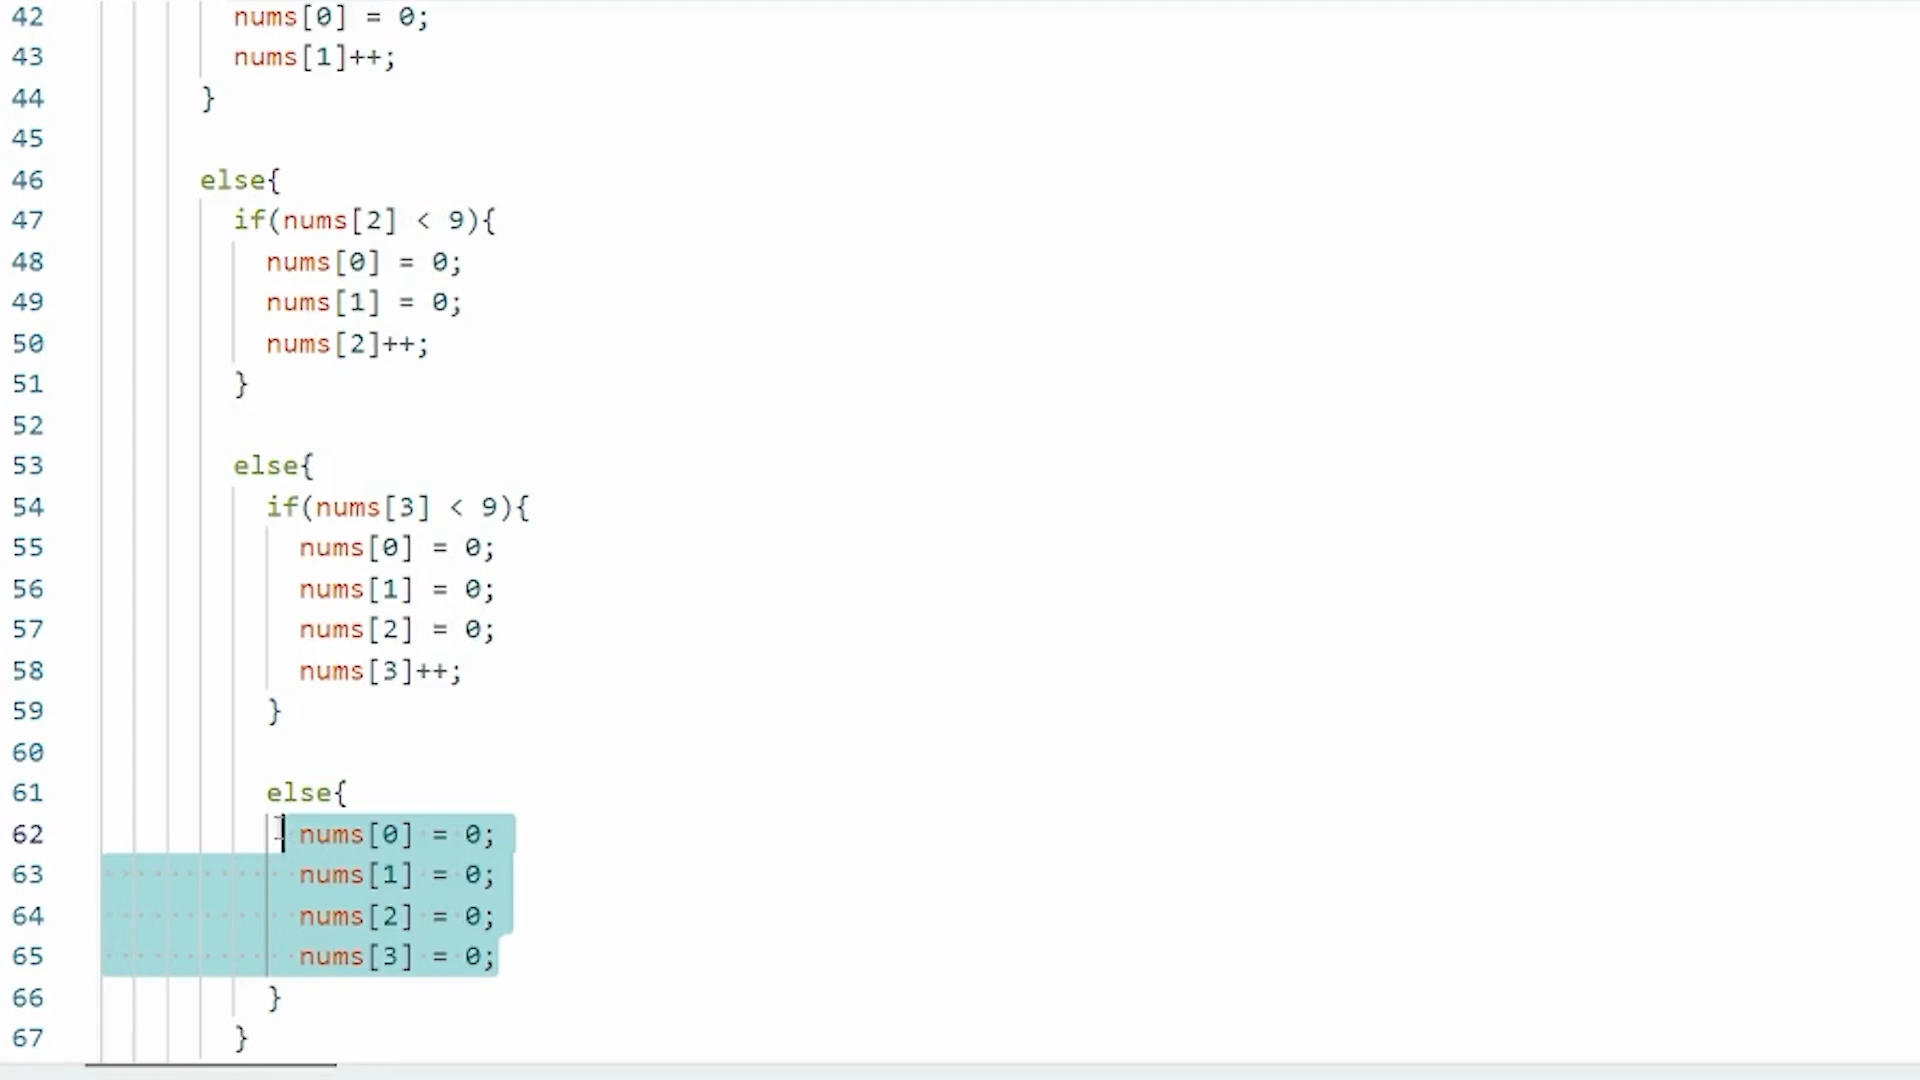 42 nums[0] = 0;
43 nums[1]++;
44 }
45
46 else{
47 if(nums[2] < 9){
48 nums[0] = 0;
49 nums[1] = 0;
50 nums[2]++;
51 }
52
53 else{
54 if(nums[3] < 9){
55 nums[0] = 0;
56 nums[1] = 0;
57 nums[2] = 0;
58 nums[3]++;
59 }
60
61 else{
62 nums[0] = 0;
63 nums[1] = 0;
64 nums[2] = 0;
65 nums[3] = 0;
66 }
67 }